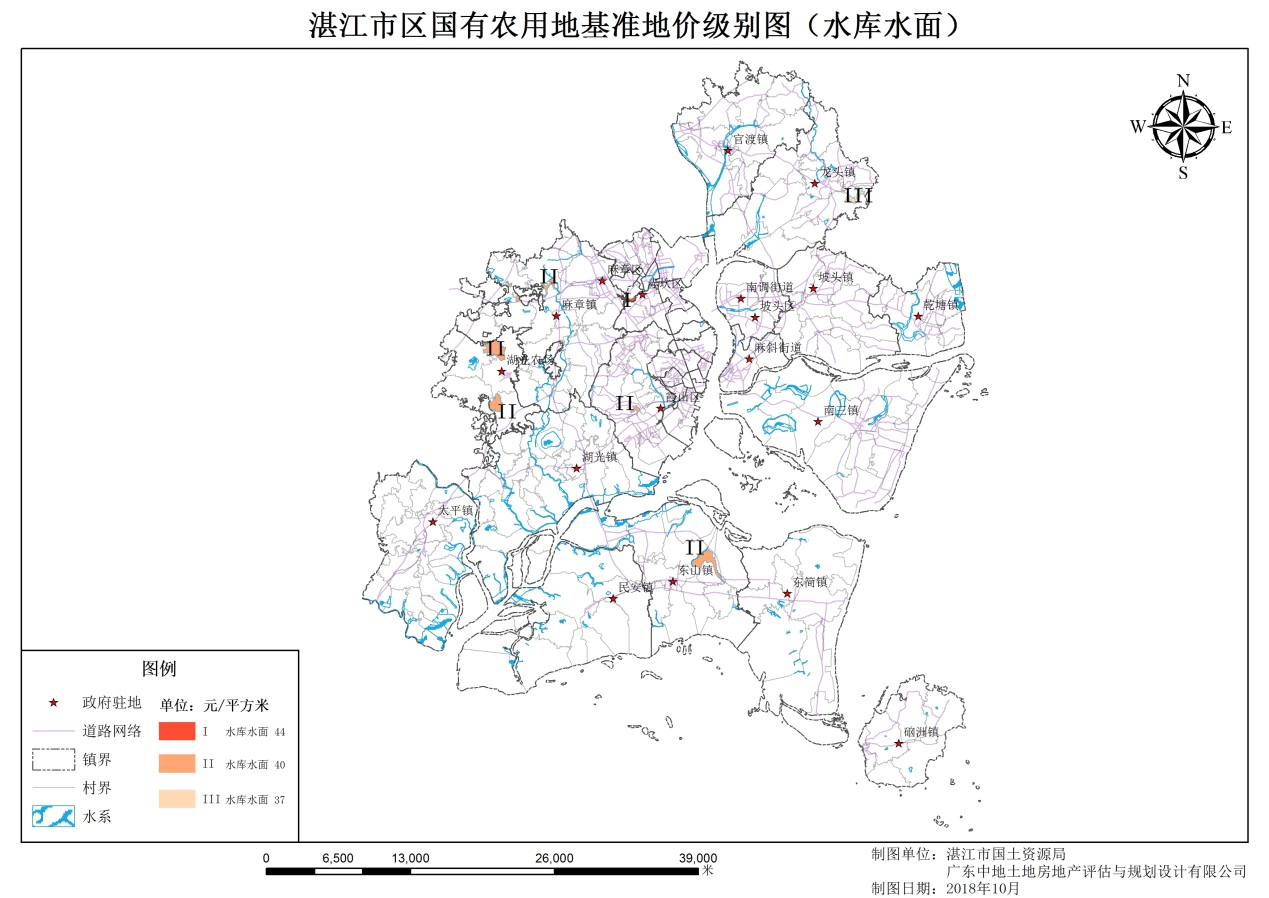 湛江市区国有农用地基准地价级别图（水库水面）
N
W E
S
官渡镇
龙头镇
III
II
麻章区
赤坎区
I
麻章镇
南调街道
坡头镇
坡头区
乾塘镇
麻斜街道
II
湖光农场
II
II
霞山区
南三镇
湖光镇
太平镇
II
东山镇
民安镇
东简镇
硇洲镇
图例
政府驻地
道路网络
镇界
村界
水系
单位：元/平方米
I 水库水面 44
II 水库水面 40
III 水库水面 37
0 6,500 13,000 26,000 39,000
米
制图单位：湛江市国土资源局
广东中地土地房地产评估与规划设计有限公司
制图日期：2018年10月